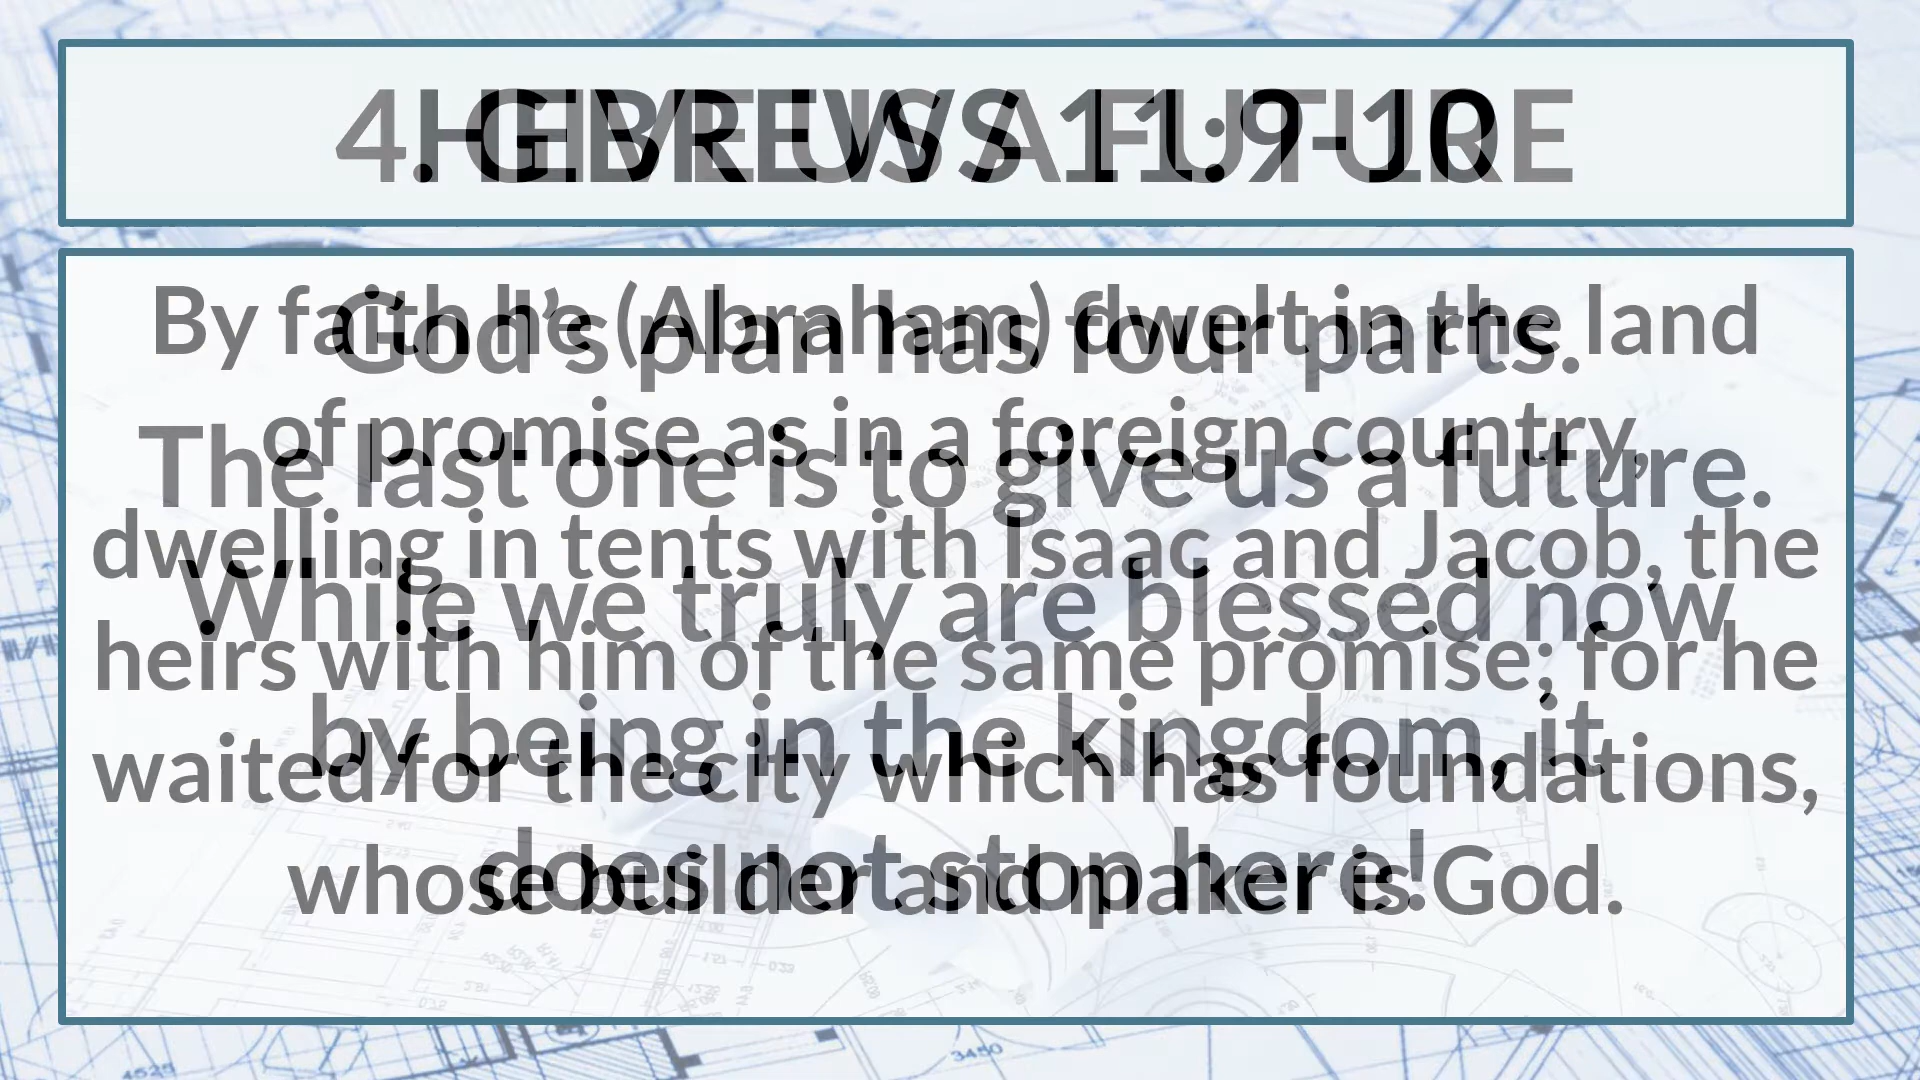 4. GIVE US A FUTURE
God’s plan has four parts.
The last one is to give us a future.
While we truly are blessed now
by being in the kingdom, it
does not stop here!
HEBREWS 11:9-10
By faith he (Abraham) dwelt in the land
of promise as in a foreign country,
dwelling in tents with Isaac and Jacob, the
heirs with him of the same promise; for he
waited for the city which has foundations,
whose builder and maker is God.
3450
4525